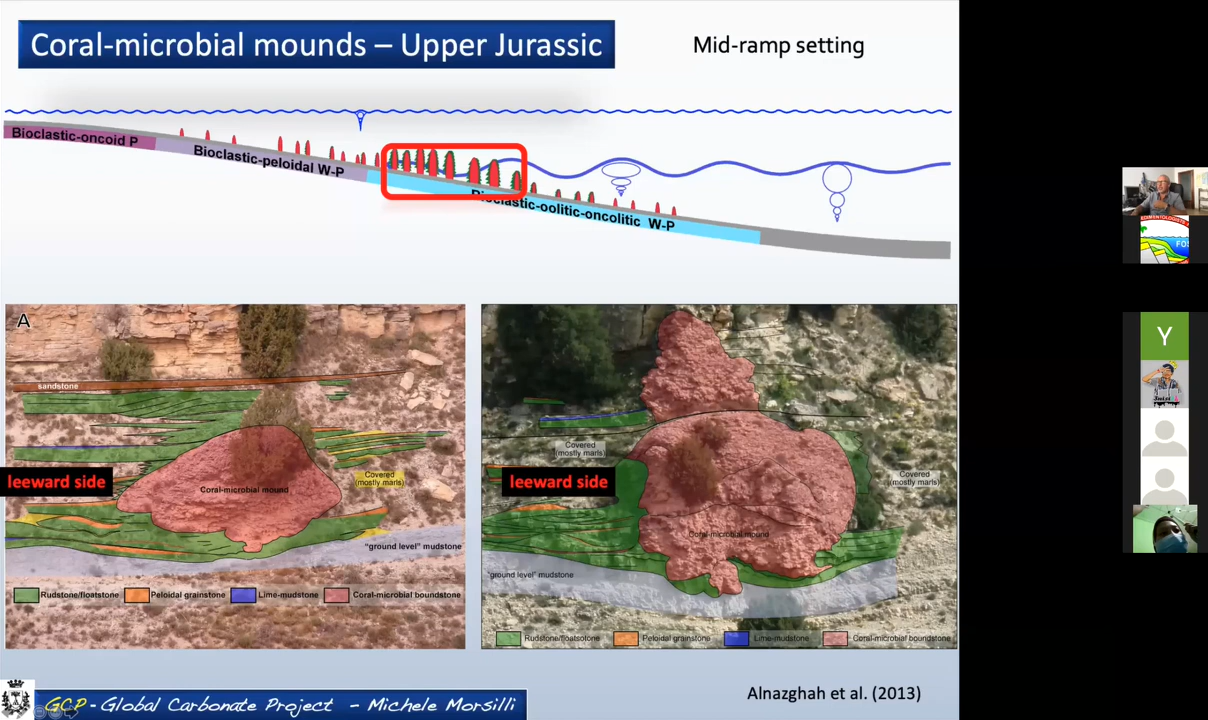 Coral-microbial mounds – Upper Jurassic
Mid-ramp setting
Bioclastic-oncoid P
Bioclastic-peloidal W-P
Bioclastic-oolitic-oncolitic W-P
A
sandstone
leeward side
Coral-microbial mound
Covered
(mostly marls)
"ground level" mudstone
Rudstone/floatstone
Peloidal grainstone
Lime-mudstone
Coral-microbial boundstone
Covered
(mostly marls)
leeward side
Covered
(mostly marls)
Coral-microbial mound
"ground level" mudstone
Rudstone/floatsotone
Peloidal grainstone
Lime-mudstone
Coral-microbial boundstone
Alnazghah et al. (2013)
GCP - Global Carbonate Project - Michele Morsilli
Y